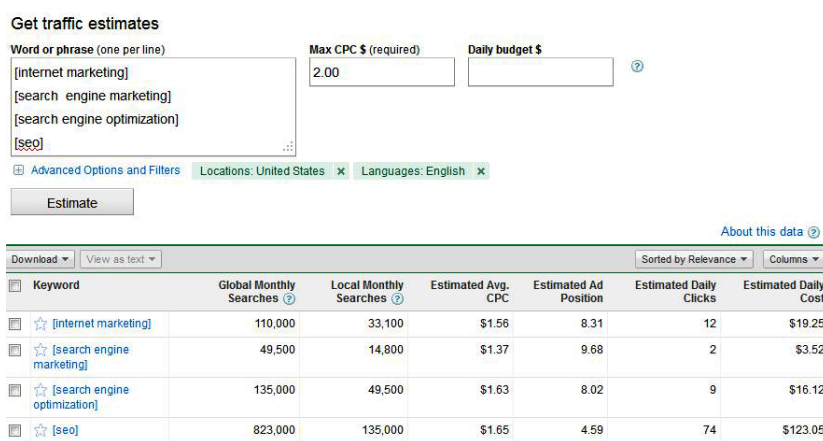 Get traffic estimates
Word or phrase (one per line)
Max CPC $ (required)
Daily budget $
[internet marketing]
[search  engine marketing]
[search engine optimization]
[seo]
2.00
Advanced Options and Filters
Locations: United States ×
Languages: English ×
Estimate
About this data ?
Download
View as text
Sorted by Relevance
Columns
Keyword
Global Monthly Searches ?
Local Monthly Searches ?
Estimated Avg. CPC
Estimated Ad Position
Estimated Daily Clicks
Estimated Daily Cost
[internet marketing] 110,000 33,100 $1.56 8.31 12 $19.25
[search engine marketing] 49,500 14,800 $1.37 9.68 2 $3.52
[search engine optimization] 135,000 49,500 $1.63 8.02 9 $16.12
[seo] 823,000 135,000 $1.65 4.59 74 $123.05